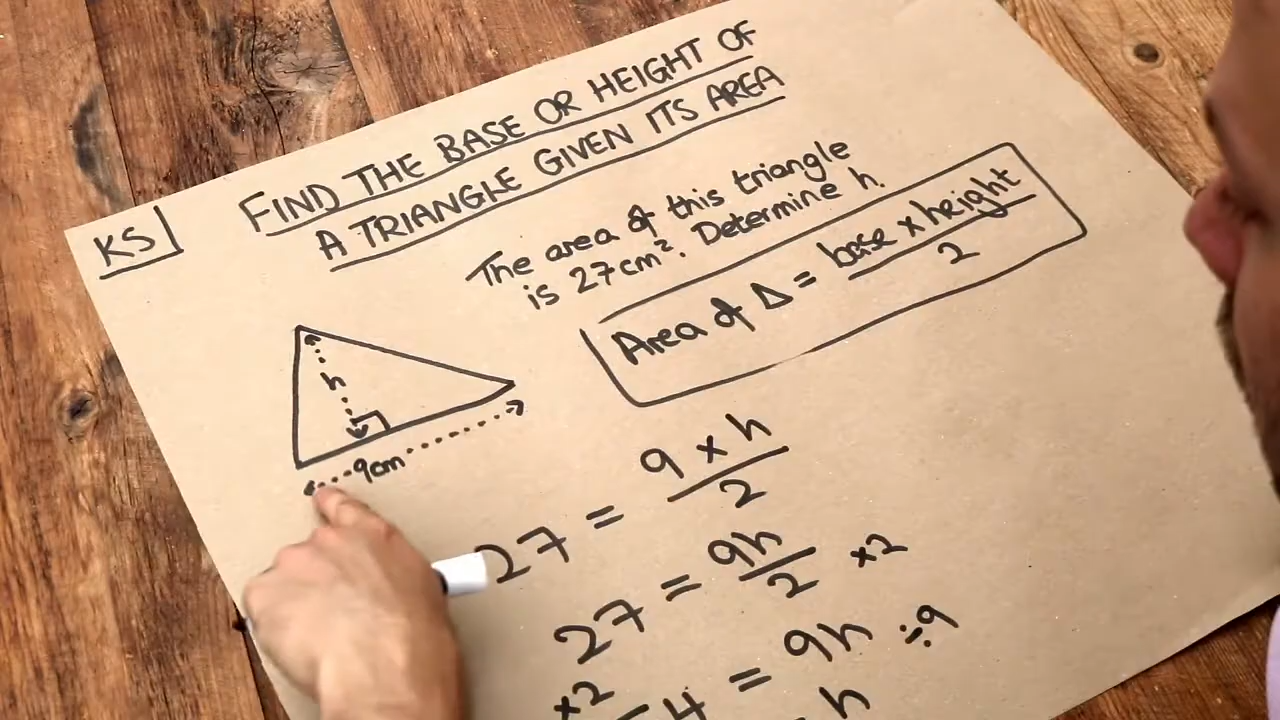 KS
FIND THE BASE OR HEIGHT OF
A TRIANGLE GIVEN ITS AREA
The area of this triangle
is 27cm². Determine h.
Area of Δ = base x height / 2
h
9cm
27 = 9 x h / 2
27 = 9h / 2 x2
x2
4 = 9h ÷9
h